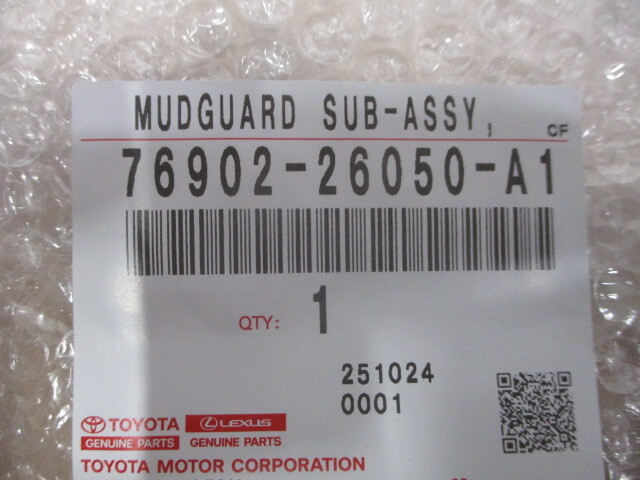 MUDGUARD SUB-ASSY, CF
76902-26050-A1
QTY: 1
251024
0001
TOYOTA LEXUS
GENUINE PARTS GENUINE PARTS
TOYOTA MOTOR CORPORATION